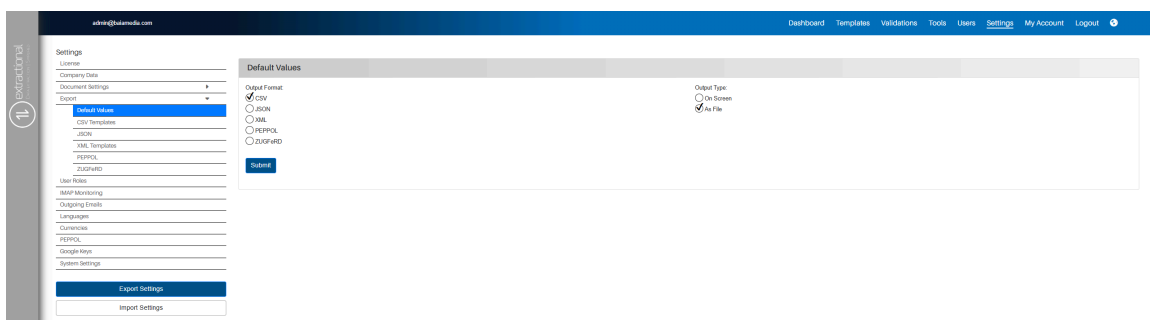 admin@baiamedia.com
Dashboard Templates Validations Tools Users Settings My Account Logout
extractional
Settings
License
Company Data
Document Settings
Export
Default Values
CSV Templates
JSON
XML Templates
PEPPOL
ZUGFeRD
User Roles
IMAP Monitoring
Outgoing Emails
Languages
Currencies
PEPPOL
Google Keys
System Settings
Export Settings
Import Settings
Default Values
Output Format:
CSV
JSON
XML
PEPPOL
ZUGFeRD
Submit
Output Type:
On Screen
As File